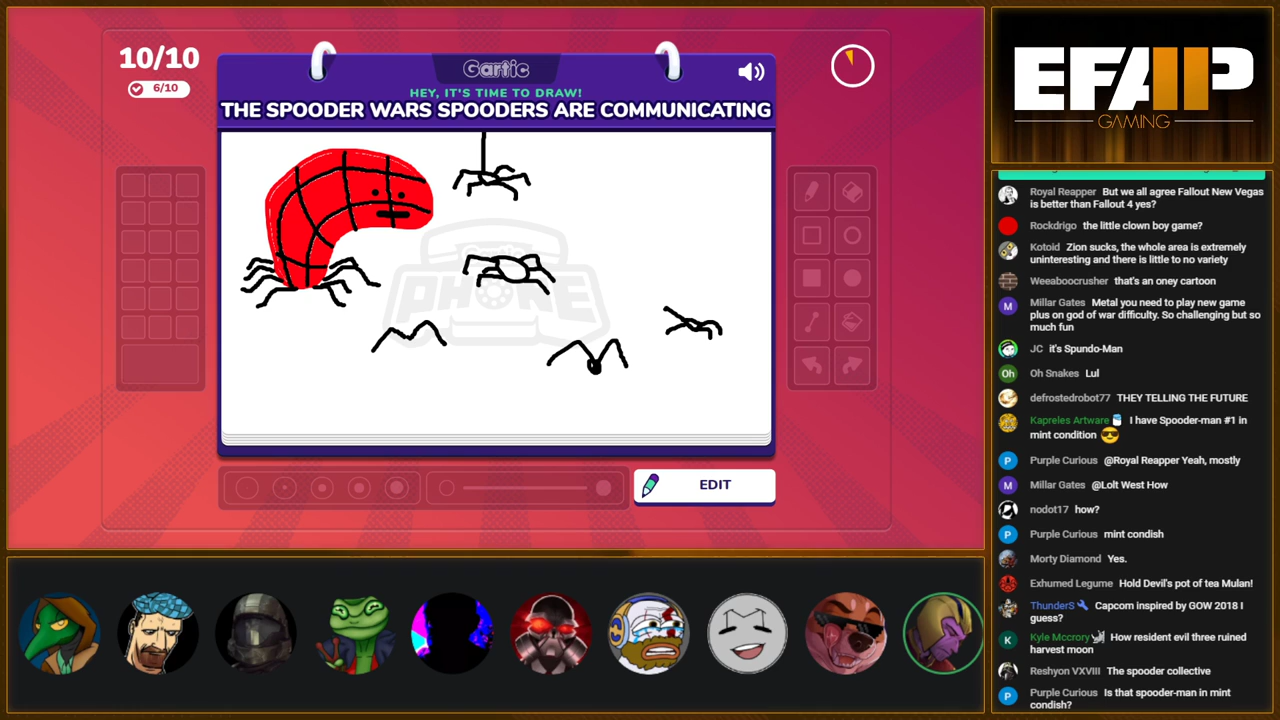 10/10
6/10
Gartic
HEY, IT'S TIME TO DRAW!
THE SPOODER WARS SPOODERS ARE COMMUNICATING
PHONE
EDIT
EFAP
GAMING
Royal Reaper But we all agree Fallout New Vegas
is better than Fallout 4 yes?
Rockdrigo the little clown boy game?
Kotoid Zion sucks, the whole area is extremely
uninteresting and there is little to no variety
Weeaboocrusher that's an oney cartoon
M Millar Gates Metal you need to play new game
plus on god of war difficulty. So challenging but so
much fun
JC it's Spundo-Man
Oh Oh Snakes Lul
defrostedrobot77 THEY TELLING THE FUTURE
Kapreles Artware I have Spooder-man #1 in
mint condition
P Purple Curious @Royal Reaper Yeah, mostly
M Millar Gates @Lolt West How
nodot17 how?
P Purple Curious mint condish
Morty Diamond Yes.
Exhumed Legume Hold Devil's pot of tea Mulan!
ThunderS Capcom inspired by GOW 2018 I
guess?
K Kyle Mccrory How resident evil three ruined
harvest moon
Reshyon VXVIII The spooder collective
P Purple Curious Is that spooder-man in mint
condish?